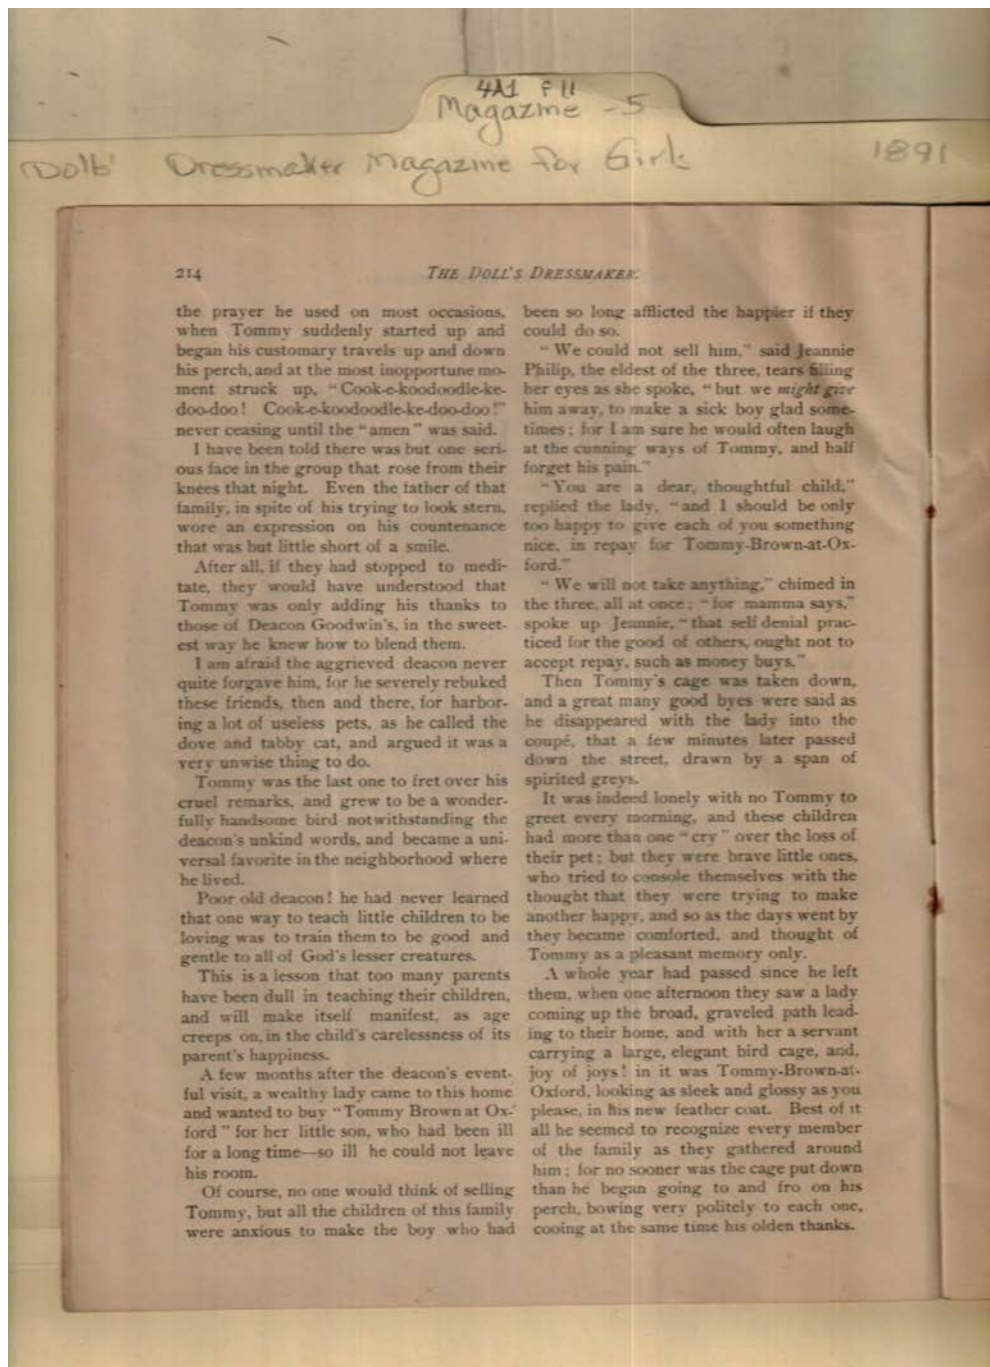 4A1 F11
Magazine - 5
Dolls' Dressmaker Magazine for Girls 1891
214 THE DOLL'S DRESSMAKER.
the prayer he used on most occasions,
when Tommy suddenly started up and
began his customary travels up and down
his perch, and at the most inopportune mo-
ment struck up, "Cook-e-koodoodle-ke-
doo-doo! Cook-e-koodoodle-ke-doo-doo!"
never ceasing until the "amen" was said.
I have been told there was but one seri-
ous face in the group that rose from their
knees that night. Even the father of that
family, in spite of his trying to look stern,
wore an expression on his countenance
that was but little short of a smile.
After all, if they had stopped to medi-
tate, they would have understood that
Tommy was only adding his thanks to
those of Deacon Goodwin's, in the sweet-
est way he knew how to blend them.
I am afraid the aggrieved deacon never
quite forgave him, for he severely rebuked
these friends, then and there, for harbor-
ing a lot of useless pets, as he called the
dove and tabby cat, and argued it was a
very unwise thing to do.
Tommy was the last one to fret over his
cruel remarks, and grew to be a wonder-
fully handsome bird notwithstanding the
deacon's unkind words, and became a uni-
versal favorite in the neighborhood where
he lived.
Poor old deacon! he had never learned
that one way to teach little children to be
loving was to train them to be good and
gentle to all of God's lesser creatures.
This is a lesson that too many parents
have been dull in teaching their children,
and will make itself manifest, as age
creeps on, in the child's carelessness of its
parent's happiness.
A few months after the deacon's event-
ful visit, a wealthy lady came to this home
and wanted to buy "Tommy Brown at Ox-
ford" for her little son, who had been ill
for a long time—so ill he could not leave
his room.
Of course, no one would think of selling
Tommy, but all the children of this family
were anxious to make the boy who had
been so long afflicted the happier if they
could do so.
"We could not sell him," said Jeannie
Philip, the eldest of the three, tears filling
her eyes as she spoke, "but we might give
him away, to make a sick boy glad some-
times; for I am sure he would often laugh
at the cunning ways of Tommy, and half
forget his pain."
"You are a dear, thoughtful child,"
replied the lady, "and I should be only
too happy to give each of you something
nice, in repay for Tommy-Brown-at-Ox-
ford."
"We will not take anything," chimed in
the three, all at once; "for mamma says,"
spoke up Jeannie, "that self denial prac-
ticed for the good of others, ought not to
accept repay, such as money buys."
Then Tommy's cage was taken down,
and a great many good byes were said as
he disappeared with the lady into the
coupé, that a few minutes later passed
down the street, drawn by a span of
spirited greys.
It was indeed lonely with no Tommy to
greet every morning, and these children
had more than one "cry" over the loss of
their pet; but they were brave little ones,
who tried to console themselves with the
thought that they were trying to make
another happy, and so as the days went by
they became comforted, and thought of
Tommy as a pleasant memory only.
A whole year had passed since he left
them, when one afternoon they saw a lady
coming up the broad, graveled path lead-
ing to their home, and with her a servant
carrying a large, elegant bird cage, and,
joy of joys! in it was Tommy-Brown-at-
Oxford, looking as sleek and glossy as you
please, in his new feather coat. Best of it
all he seemed to recognize every member
of the family as they gathered around
him; for no sooner was the cage put down
than he began going to and fro on his
perch, bowing very politely to each one,
cooing at the same time his olden thanks.